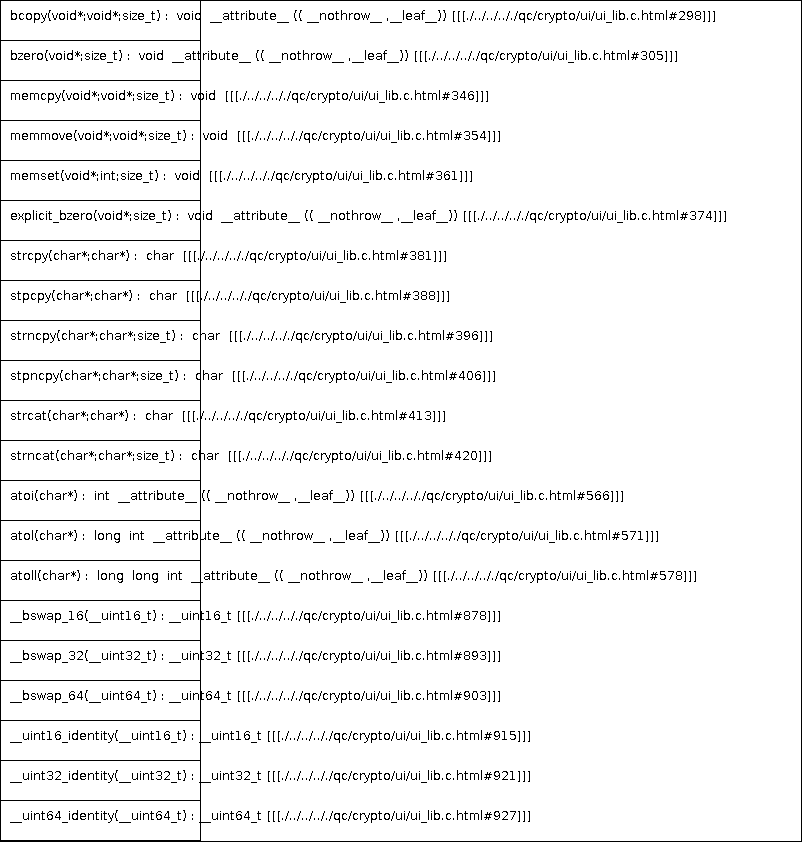 bcopy(void*;void*;size_t) : void __attribute__ (( __nothrow__ ,__leaf__)) [[[./../../../././qc/crypto/ui/ui_lib.c.html#298]]]
bzero(void*;size_t) : void __attribute__ (( __nothrow__ ,__leaf__)) [[[./../../../././qc/crypto/ui/ui_lib.c.html#305]]]
memcpy(void*;void*;size_t) : void [[[./../../../././qc/crypto/ui/ui_lib.c.html#346]]]
memmove(void*;void*;size_t) : void [[[./../../../././qc/crypto/ui/ui_lib.c.html#354]]]
memset(void*;int;size_t) : void [[[./../../../././qc/crypto/ui/ui_lib.c.html#361]]]
explicit_bzero(void*;size_t) : void __attribute__ (( __nothrow__ ,__leaf__)) [[[./../../../././qc/crypto/ui/ui_lib.c.html#374]]]
strcpy(char*;char*) : char [[[./../../../././qc/crypto/ui/ui_lib.c.html#381]]]
stpcpy(char*;char*) : char [[[./../../../././qc/crypto/ui/ui_lib.c.html#388]]]
strncpy(char*;char*;size_t) : char [[[./../../../././qc/crypto/ui/ui_lib.c.html#396]]]
stpncpy(char*;char*;size_t) : char [[[./../../../././qc/crypto/ui/ui_lib.c.html#406]]]
strcat(char*;char*) : char [[[./../../../././qc/crypto/ui/ui_lib.c.html#413]]]
strncat(char*;char*;size_t) : char [[[./../../../././qc/crypto/ui/ui_lib.c.html#420]]]
atoi(char*) : int __attribute__ (( __nothrow__ ,__leaf__)) [[[./../../../././qc/crypto/ui/ui_lib.c.html#566]]]
atol(char*) : long int __attribute__ (( __nothrow__ ,__leaf__)) [[[./../../../././qc/crypto/ui/ui_lib.c.html#571]]]
atoll(char*) : long long int __attribute__ (( __nothrow__ ,__leaf__)) [[[./../../../././qc/crypto/ui/ui_lib.c.html#578]]]
__bswap_16(__uint16_t) : __uint16_t [[[./../../../././qc/crypto/ui/ui_lib.c.html#878]]]
__bswap_32(__uint32_t) : __uint32_t [[[./../../../././qc/crypto/ui/ui_lib.c.html#893]]]
__bswap_64(__uint64_t) : __uint64_t [[[./../../../././qc/crypto/ui/ui_lib.c.html#903]]]
__uint16_identity(__uint16_t) : __uint16_t [[[./../../../././qc/crypto/ui/ui_lib.c.html#915]]]
__uint32_identity(__uint32_t) : __uint32_t [[[./../../../././qc/crypto/ui/ui_lib.c.html#921]]]
__uint64_identity(__uint64_t) : __uint64_t [[[./../../../././qc/crypto/ui/ui_lib.c.html#927]]]